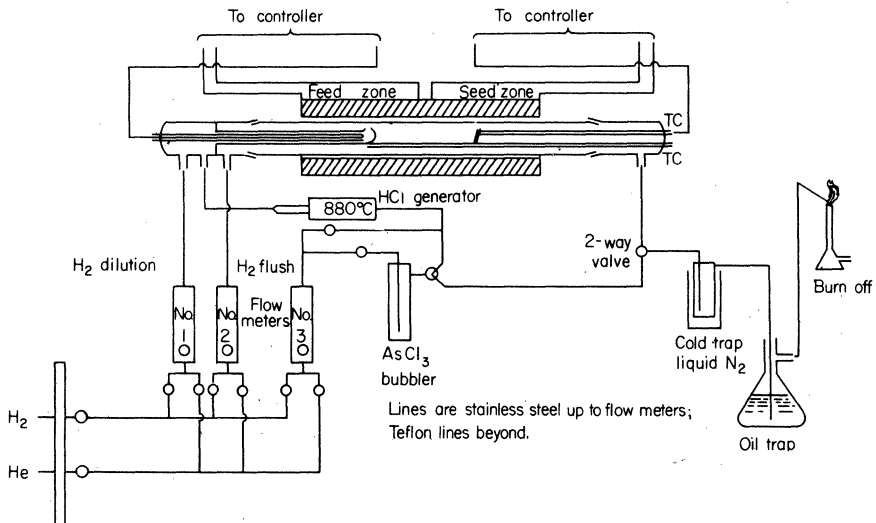 To controller
To controller
Feed zone
Seed zone
TC
TC
HCl generator
880°C
H2 dilution
H2 flush
2-way
valve
Burn off
No.
1
No.
2
Flow
meters
No.
3
AsCl3
bubbler
Cold trap
liquid N2
Lines are stainless steel up to flow meters;
Teflon lines beyond.
H2
He
Oil trap